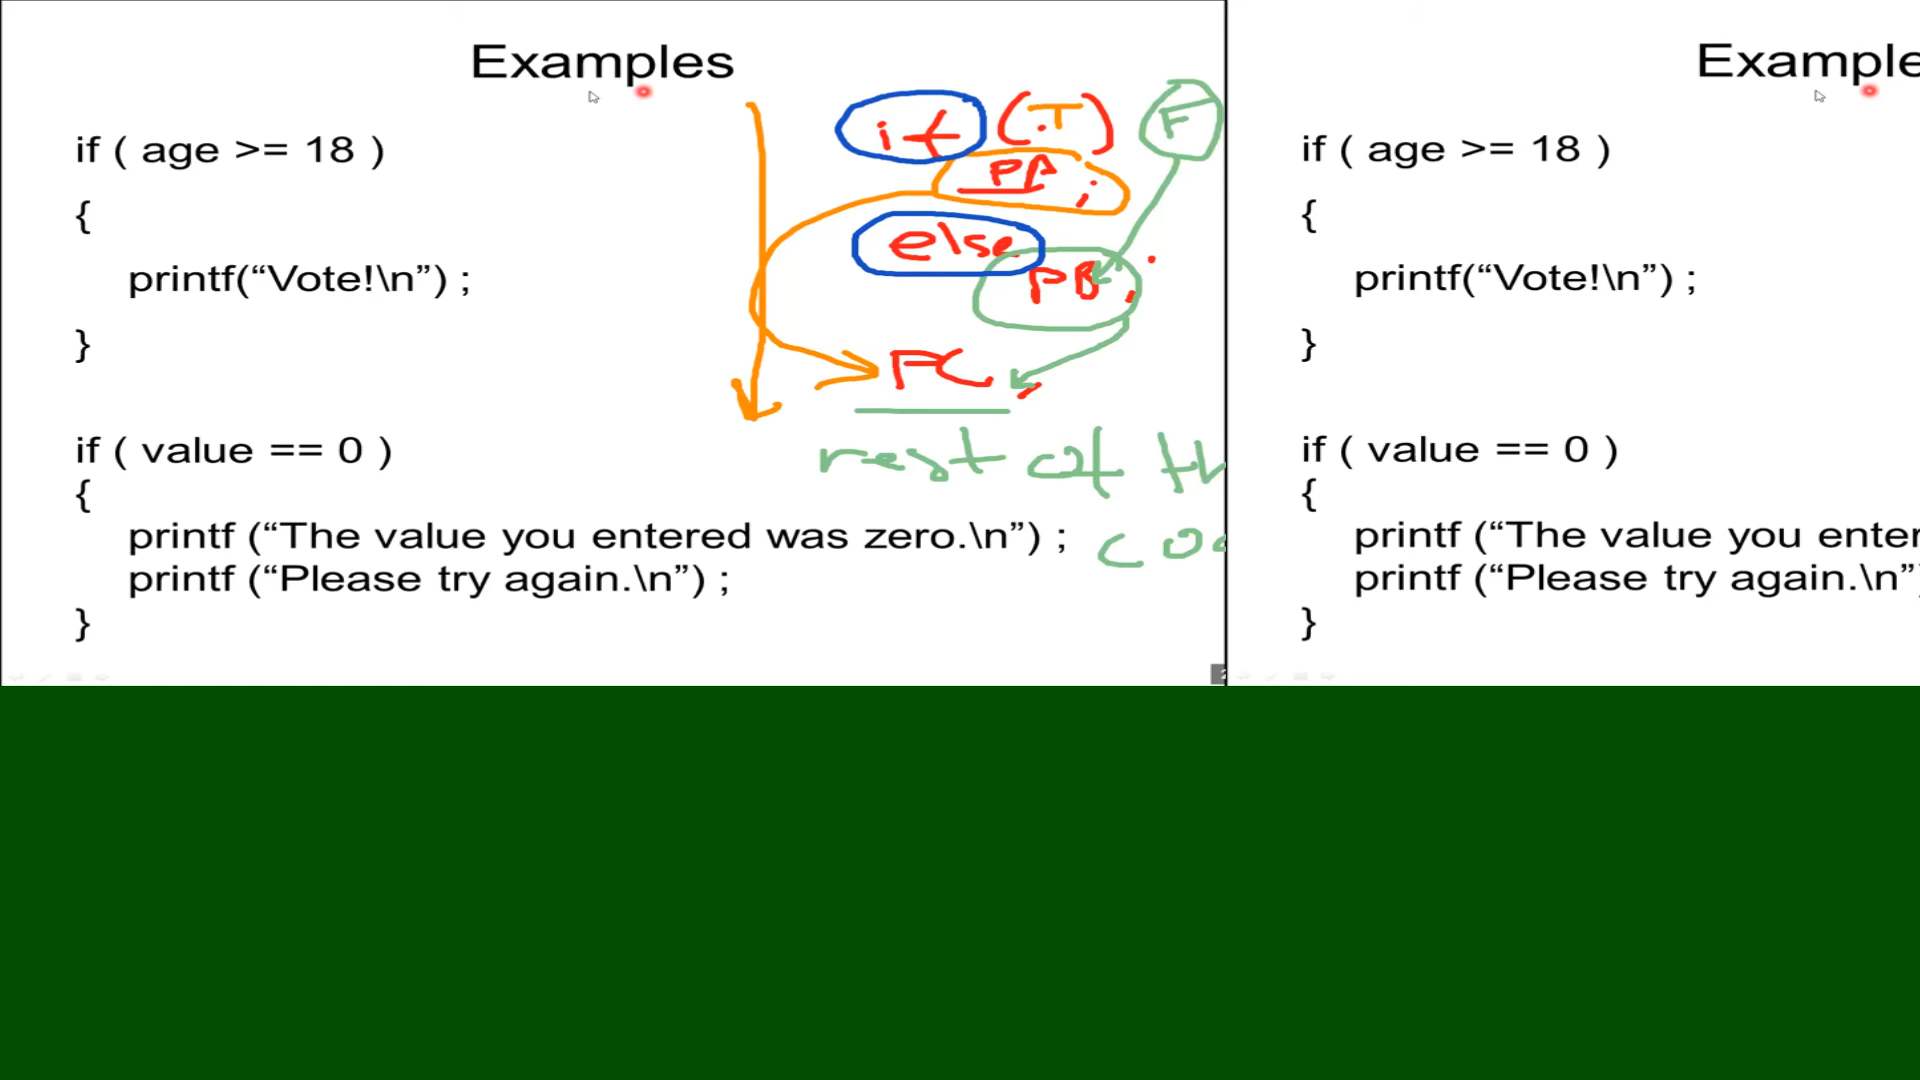 Examples
if ( age >= 18 )
{
printf(“Vote!\n”) ;
}
if ( value == 0 )
{
printf (“The value you entered was zero.\n”) ;
printf (“Please try again.\n”) ;
}
if (T) F
PA ;
else
PB ;
PC ;
rest of
Example
if ( age >= 18 )
{
printf(“Vote!\n”) ;
}
if ( value == 0 )
{
printf (“The value you enter
printf (“Please try again.\n”
}